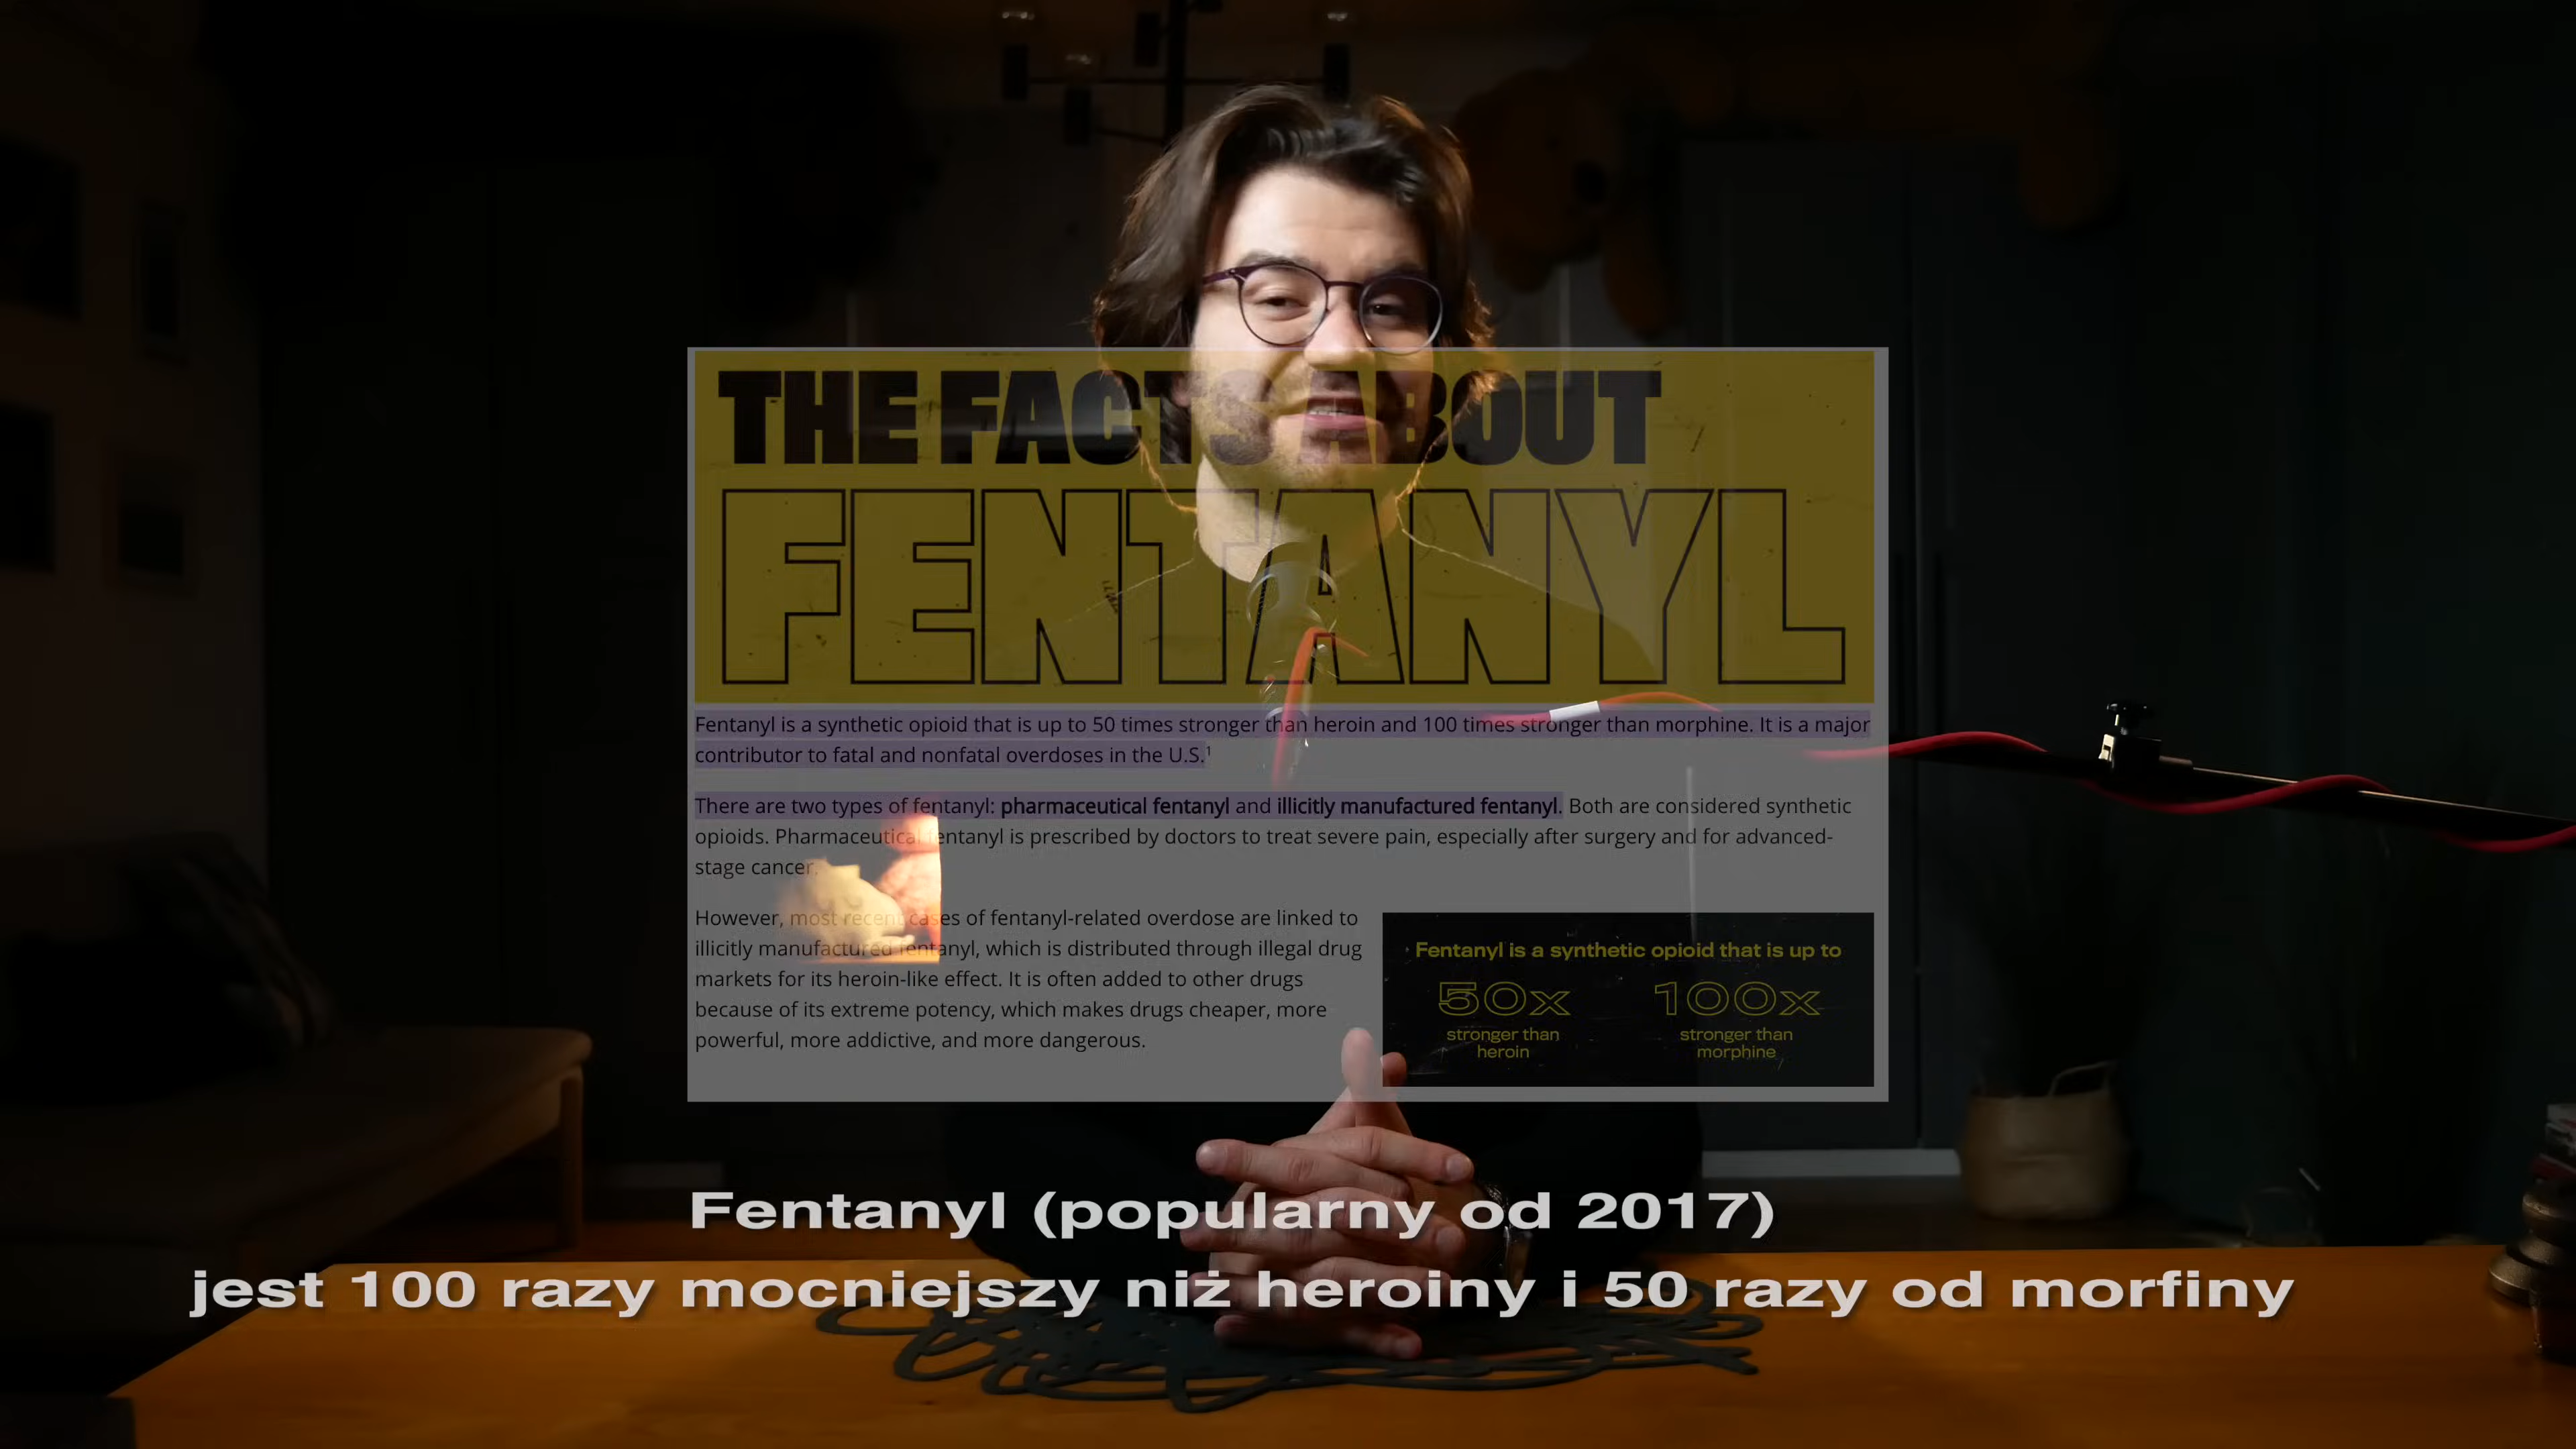 THE FACTS ABOUT
FENTANYL
Fentanyl is a synthetic opioid that is up to 50 times stronger than heroin and 100 times stronger than morphine. It is a major
contributor to fatal and nonfatal overdoses in the U.S.¹
There are two types of fentanyl: pharmaceutical fentanyl and illicitly manufactured fentanyl. Both are considered synthetic
opioids. Pharmaceutical fentanyl is prescribed by doctors to treat severe pain, especially after surgery and for advanced-
stage cancer.
However, most recent cases of fentanyl-related overdose are linked to
illicitly manufactured fentanyl, which is distributed through illegal drug
markets for its heroin-like effect. It is often added to other drugs
because of its extreme potency, which makes drugs cheaper, more
powerful, more addictive, and more dangerous.
Fentanyl is a synthetic opioid that is up to
50x 100x
stronger than stronger than
heroin morphine
Fentanyl (popularny od 2017)
jest 100 razy mocniejszy niż heroiny i 50 razy od morfiny